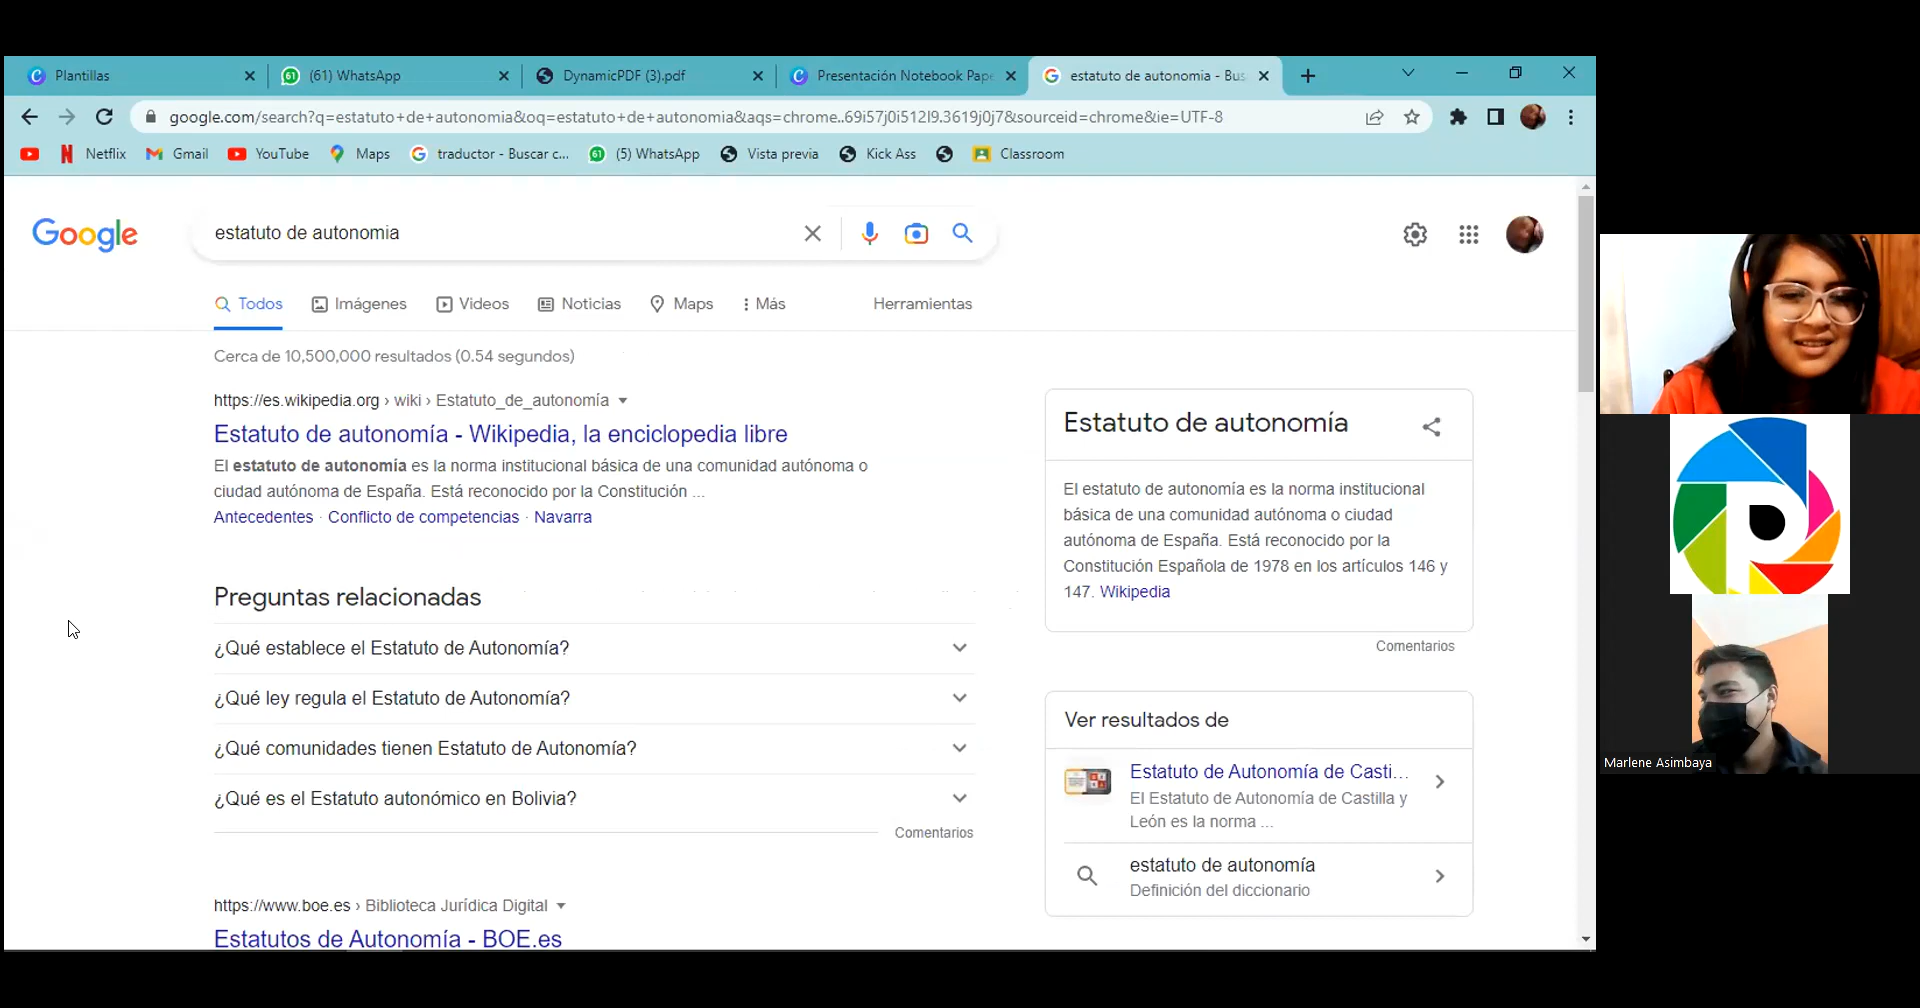 Plantillas
(61) WhatsApp
DynamicPDF (3).pdf
Presentación Notebook Pape
estatuto de autonomia - Bus
google.com/search?q=estatuto+de+autonomia&oq=estatuto+de+autonomia&aqs=chrome..69i57j0i512l9.3619j0j7&sourceid=chrome&ie=UTF-8
Netflix
Gmail
YouTube
Maps
traductor - Buscar c...
(5) WhatsApp
Vista previa
Kick Ass
Classroom
Google
estatuto de autonomia
Todos
Imágenes
Videos
Noticias
Maps
Más
Herramientas
Cerca de 10,500,000 resultados (0.54 segundos)
https://es.wikipedia.org › wiki › Estatuto_de_autonomía
Estatuto de autonomía - Wikipedia, la enciclopedia libre
El estatuto de autonomía es la norma institucional básica de una comunidad autónoma o
ciudad autónoma de España. Está reconocido por la Constitución ...
Antecedentes · Conflicto de competencias · Navarra
Preguntas relacionadas
¿Qué establece el Estatuto de Autonomía?
¿Qué ley regula el Estatuto de Autonomía?
¿Qué comunidades tienen Estatuto de Autonomía?
¿Qué es el Estatuto autonómico en Bolivia?
Comentarios
https://www.boe.es › Biblioteca Jurídica Digital
Estatutos de Autonomía - BOE.es
Estatuto de autonomía
El estatuto de autonomía es la norma institucional
básica de una comunidad autónoma o ciudad
autónoma de España. Está reconocido por la
Constitución Española de 1978 en los artículos 146 y
147. Wikipedia
Comentarios
Ver resultados de
Estatuto de Autonomía de Casti...
El Estatuto de Autonomía de Castilla y
León es la norma ...
estatuto de autonomía
Definición del diccionario
Marlene Asimbaya